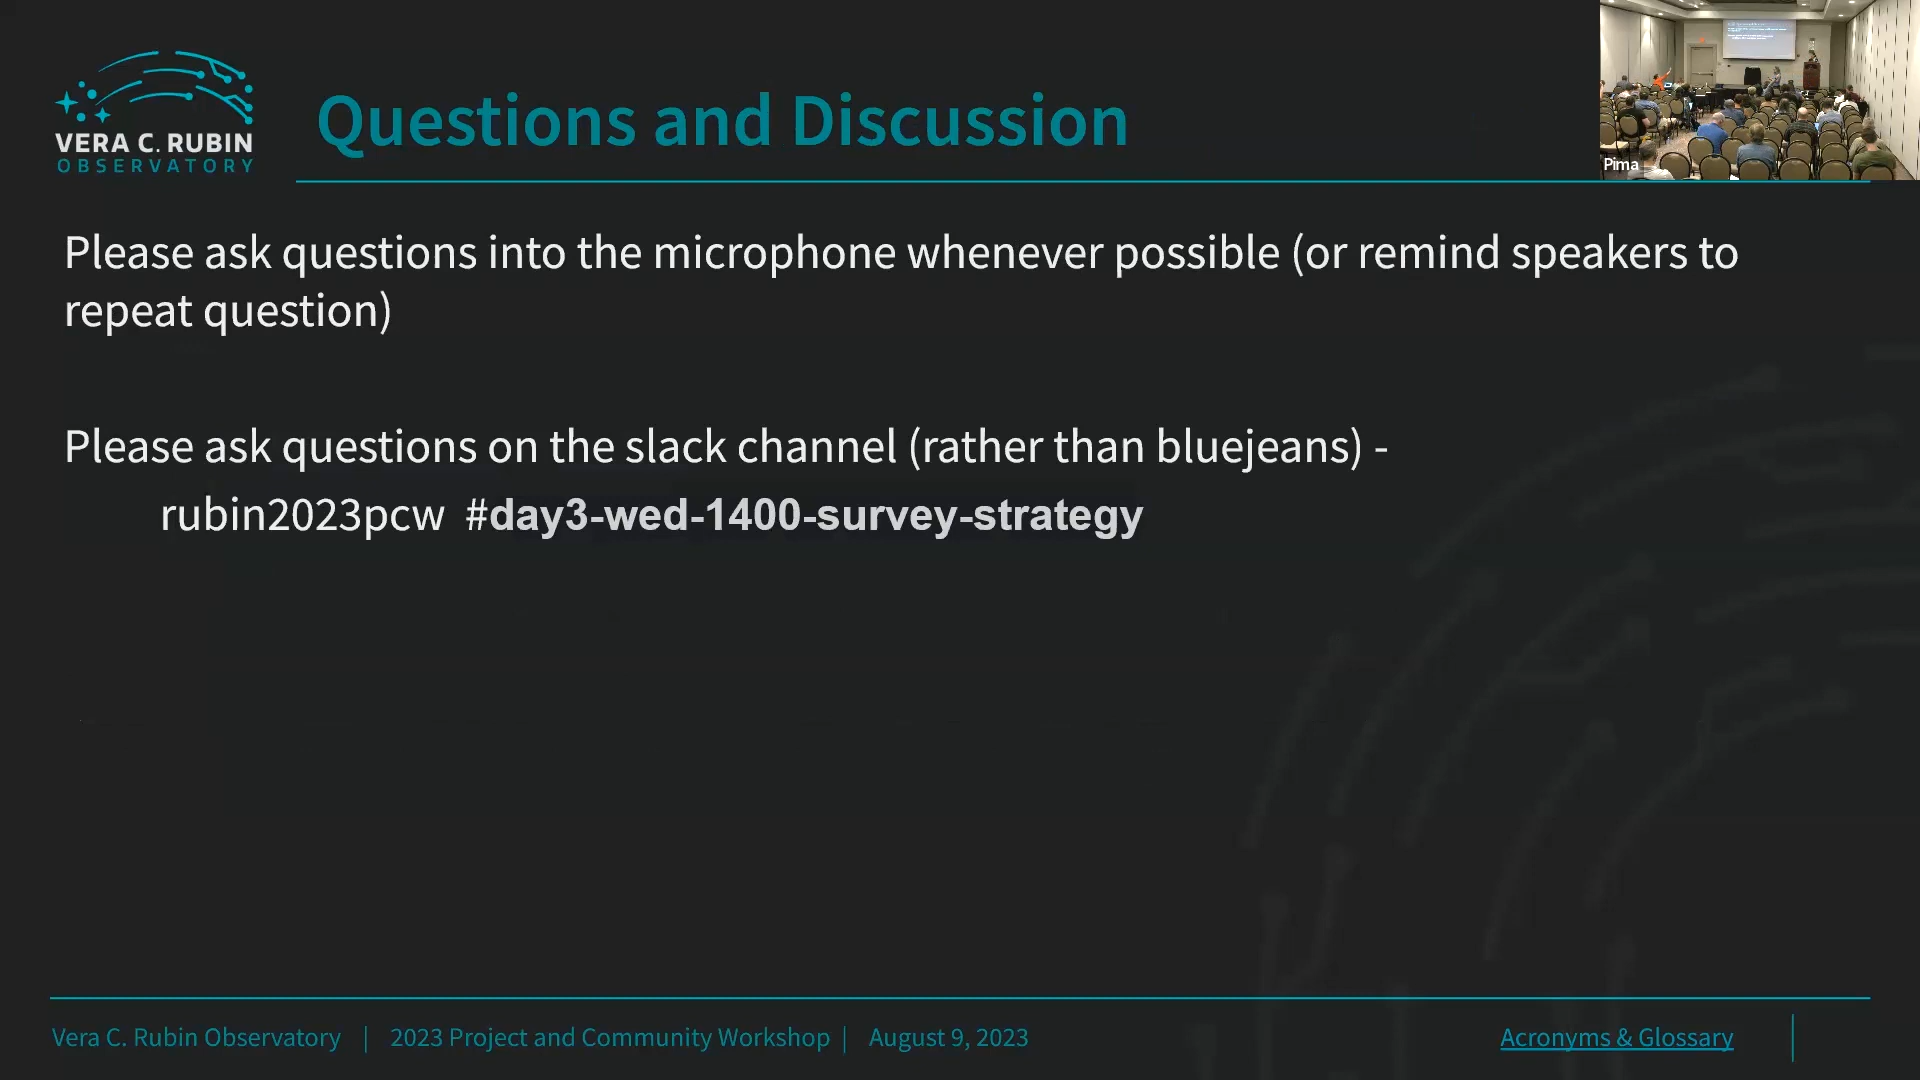 VERA C. RUBIN
OBSERVATORY
Questions and Discussion
Pima
Please ask questions into the microphone whenever possible (or remind speakers to
repeat question)
Please ask questions on the slack channel (rather than bluejeans) -
rubin2023pcw #day3-wed-1400-survey-strategy
Vera C. Rubin Observatory | 2023 Project and Community Workshop | August 9, 2023
Acronyms & Glossary